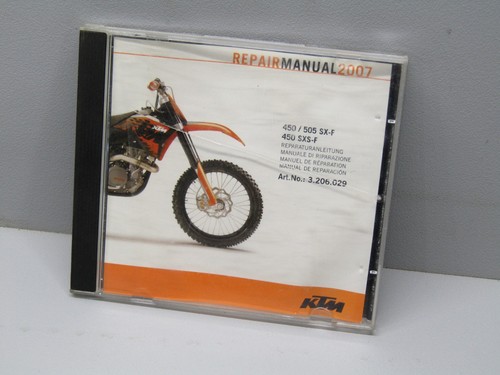 REPAIRMANUAL2007
450 / 505 SX-F
450 SXS-F
REPARATURANLEITUNG
MANUALE DI RIPARAZIONE
MANUEL DE RÉPARATION
MANUAL DE REPARACIÓN
Art.No.: 3.206.029
KTM
KTM